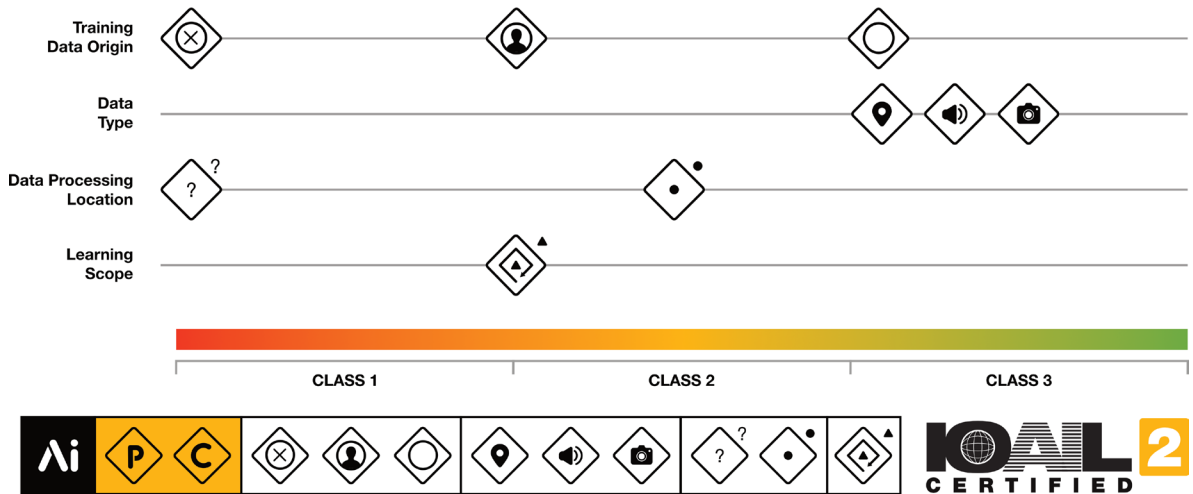 Training
Data Origin
Data
Type
Data Processing
Location
? ?
Learning
Scope
CLASS 1 CLASS 2 CLASS 3
Ai P C ? ? IOAIL 2
CERTIFIED